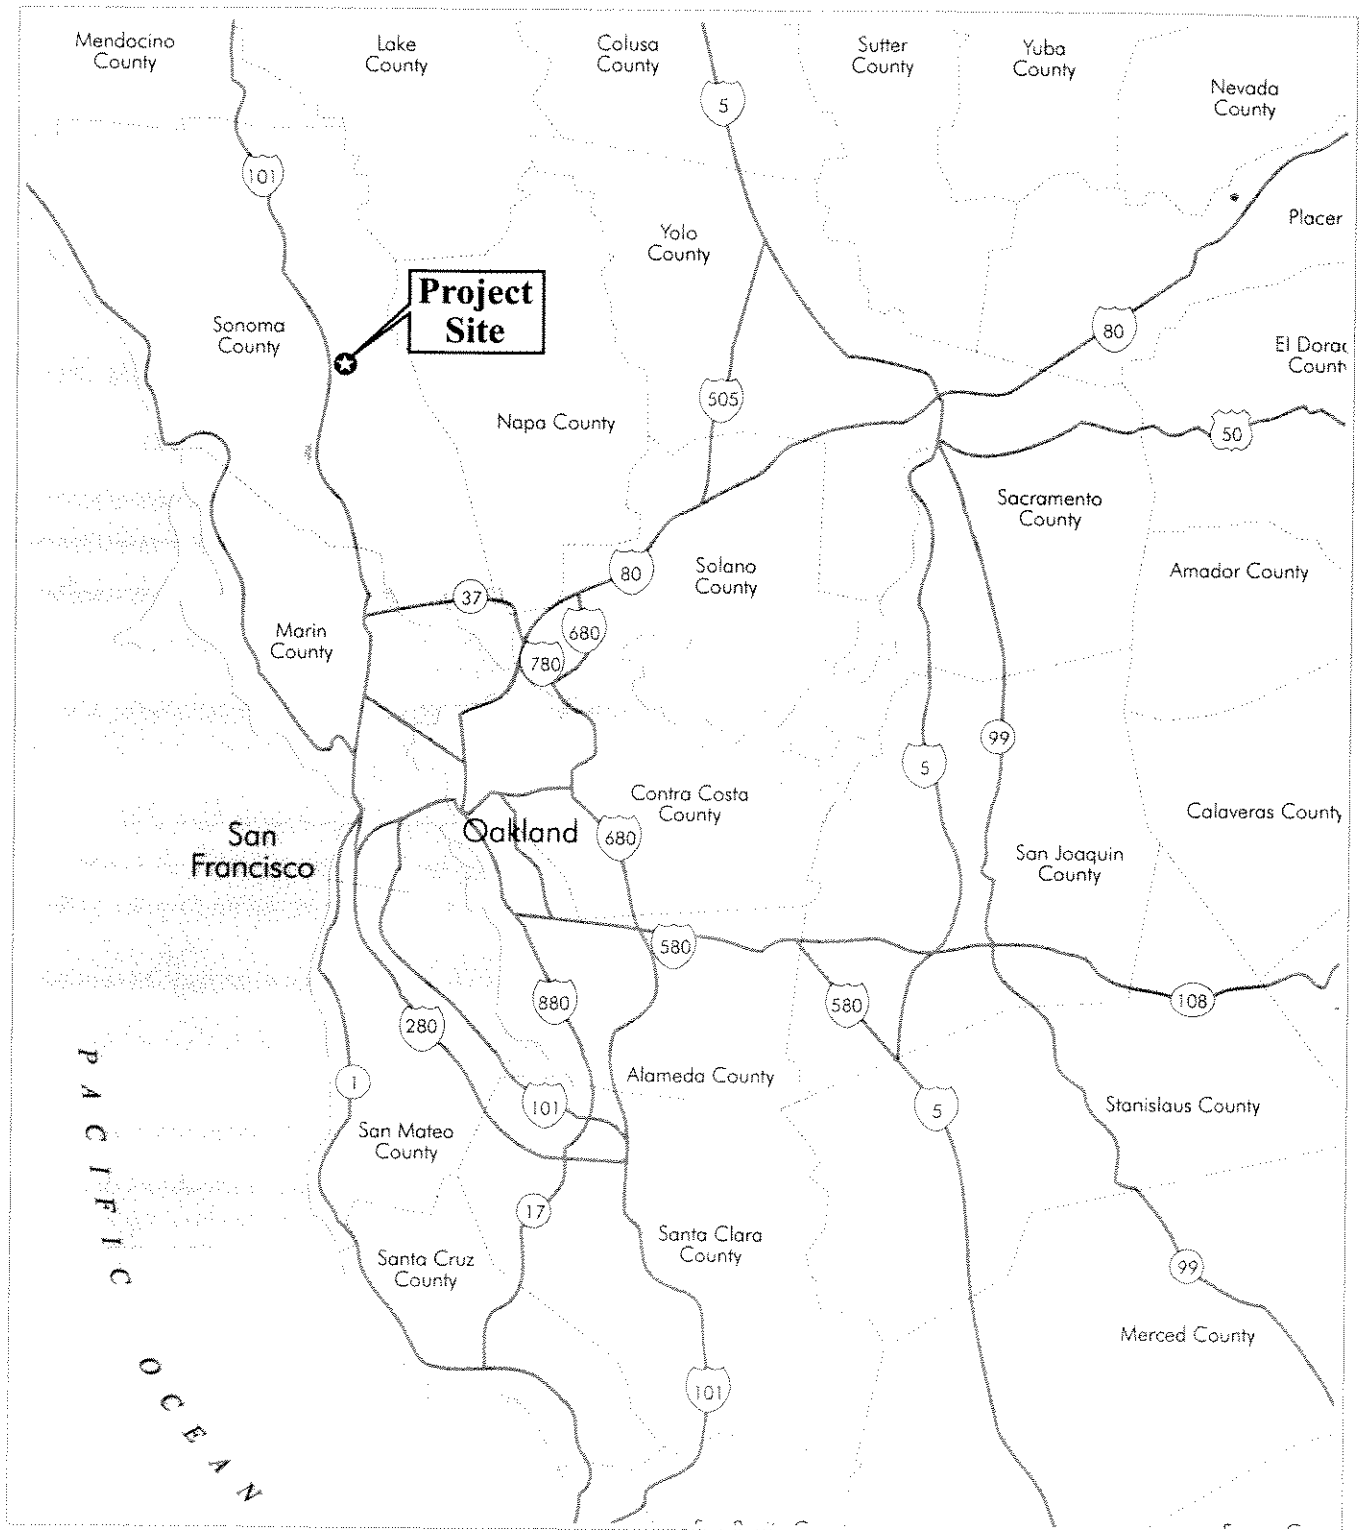 Mendocino
County
Lake
County
Colusa
County
Sutter
County
Yuba
County
Nevada
County
5
101
Placer
Yolo
County
Project
Site
Sonoma
County
80
El Dorad
Count
505
Napa County
50
Sacramento
County
80
Solano
County
Amador County
37
680
Marin
County
780
99
5
Contra Costa
County
Calaveras County
San
Francisco
Oakland
680
San Joaquin
County
580
880
580
108
280
1
Alameda County
101
5
Stanislaus County
San Mateo
County
17
Santa Clara
County
Santa Cruz
County
99
Merced County
101
PACIFIC OCEAN